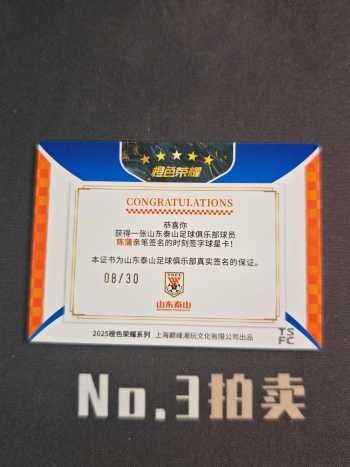 橙色荣耀
CONGRATULATIONS
恭喜你
获得一张山东泰山足球俱乐部球员
陈蒲亲笔签名的时刻签字球星卡！
本证书为山东泰山足球俱乐部真实签名的保证。
08/30
山东泰山
2025橙色荣耀系列 上海巅峰潮玩文化有限公司出品
TS
FC
No.3拍卖